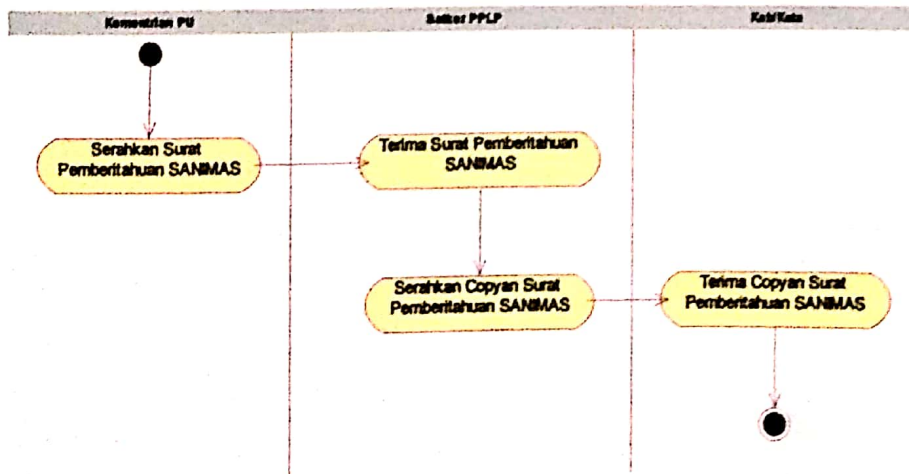 Kementrian PU
Satker PPLP
Kab/Kota
Serahkan Surat
Pemberitahuan SANIMAS
Terima Surat Pemberitahuan
SANIMAS
Serahkan Copyan Surat
Pemberitahuan SANIMAS
Terima Copyan Surat
Pemberitahuan SANIMAS